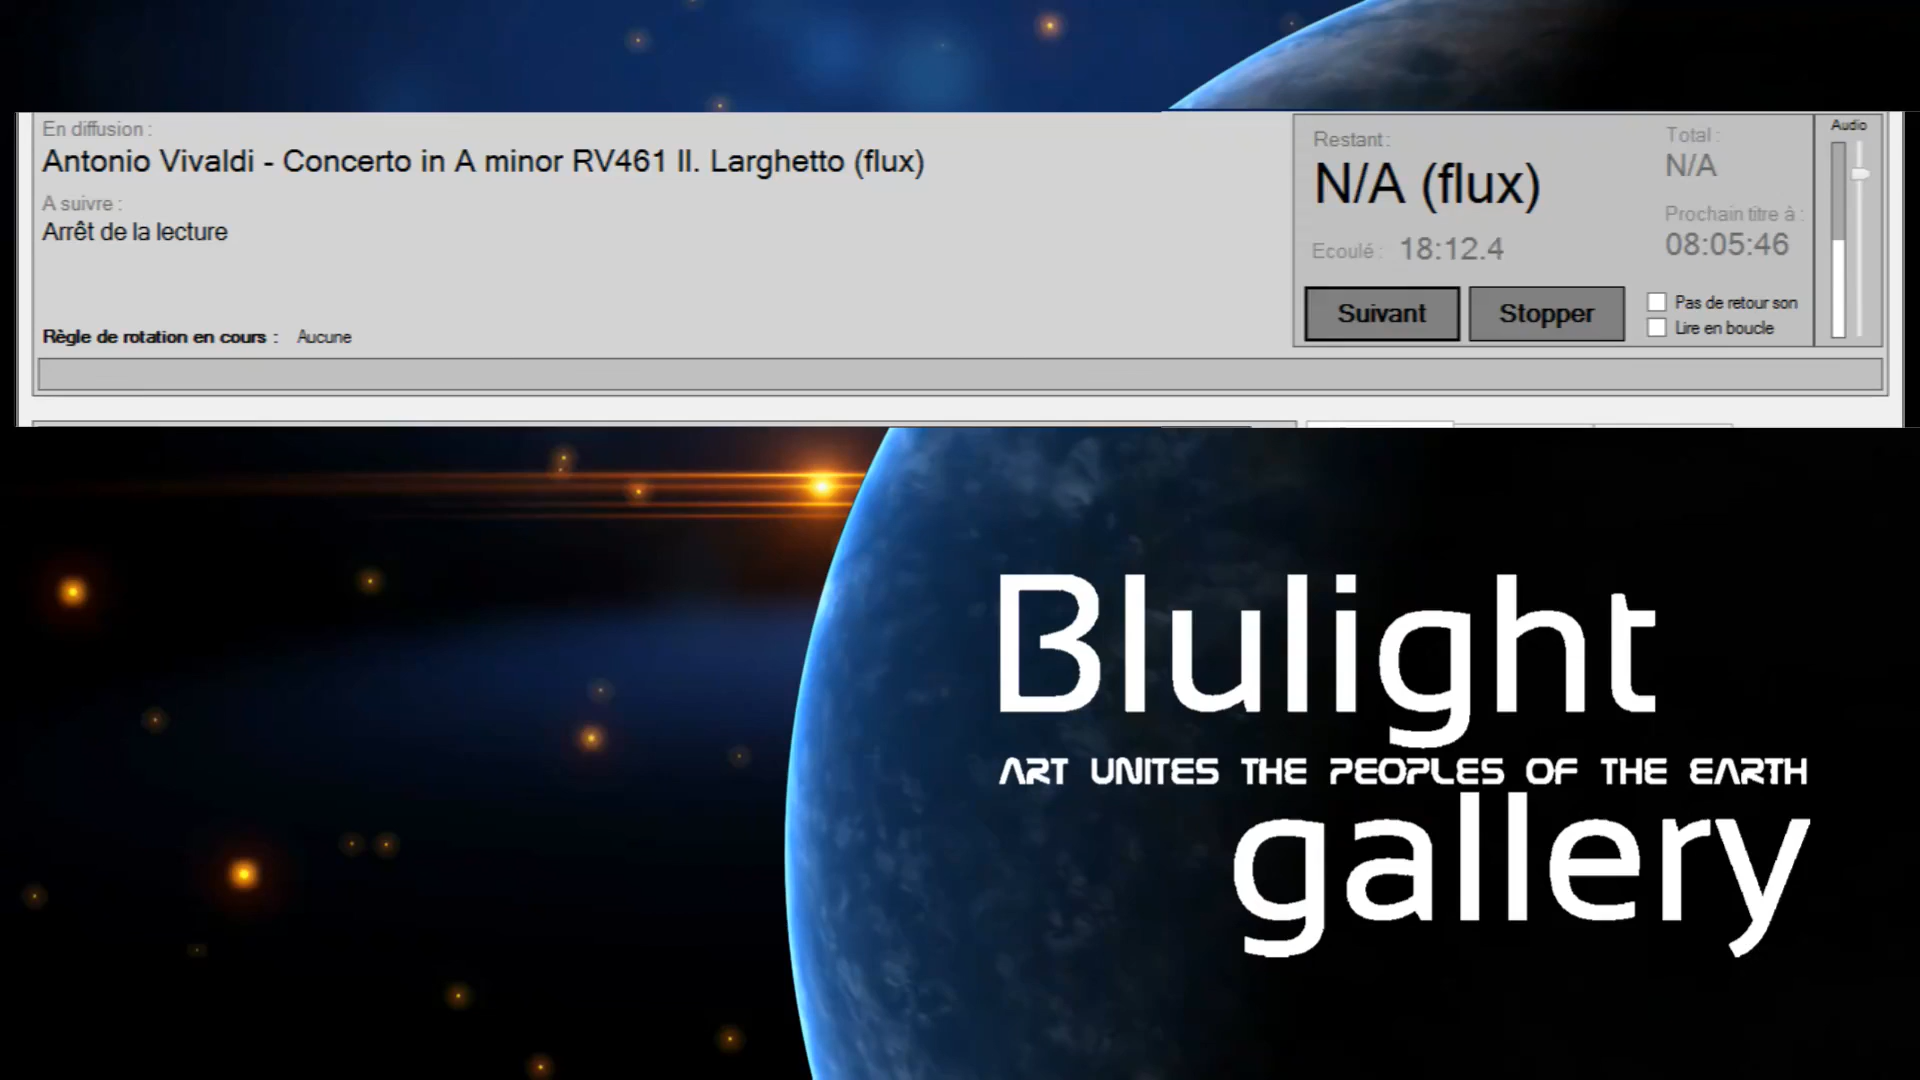 En diffusion :
Antonio Vivaldi - Concerto in A minor RV461 II. Larghetto (flux)
A suivre :
Arrêt de la lecture
Règle de rotation en cours : Aucune
Restant :
N/A (flux)
Ecoulé : 18:12.4
Total :
N/A
Prochain titre à :
08:05:46
Suivant
Stopper
Pas de retour son
Lire en boucle
Audio
Blulight
ART UNITES THE PEOPLES OF THE EARTH
gallery